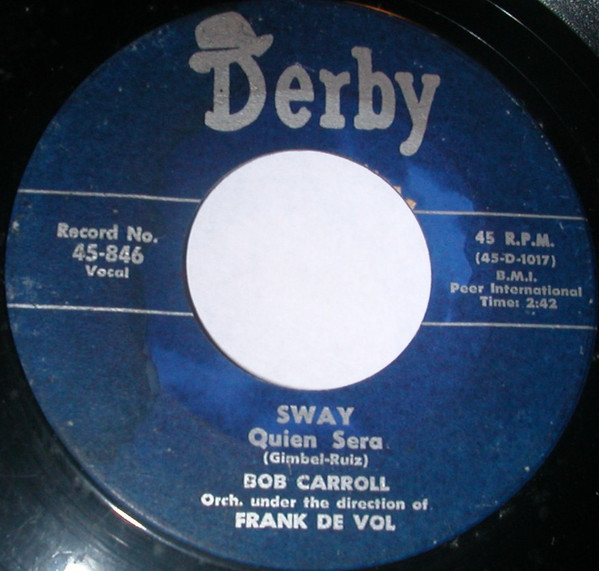 Derby
Record No.
45-846
Vocal
45 R.P.M.
(45-D-1017)
B.M.I.
Peer International
Time: 2:42
SWAY
Quien Sera
(Gimbel-Ruiz)
BOB CARROLL
Orch. under the direction of
FRANK DE VOL